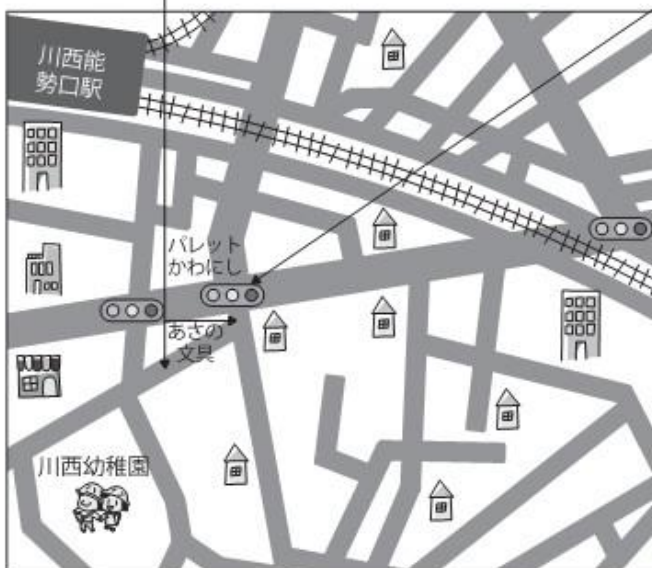 川西能
勢口駅
パレット
かわにし
あさの
文具
川西幼稚園